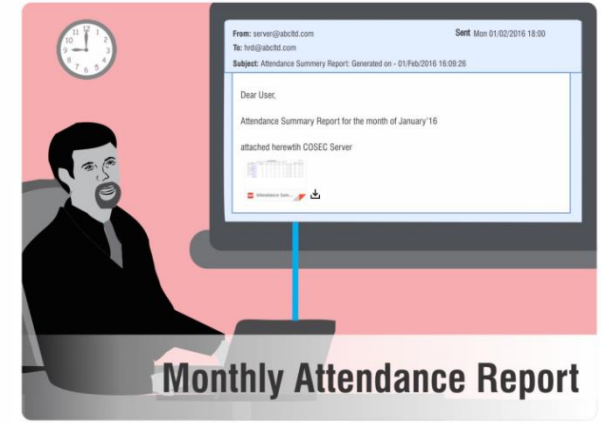 From: server@abcltd.com Sent Mon 01/02/2016 18:00
To: hrd@abcltd.com
Subject: Attendance Summery Report: Generated on - 01/Feb/2016 16:09:26
Dear User,
Attendance Summary Report for the month of January'16
attached herewtih COSEC Server
Attendance Sum...
Monthly Attendance Report